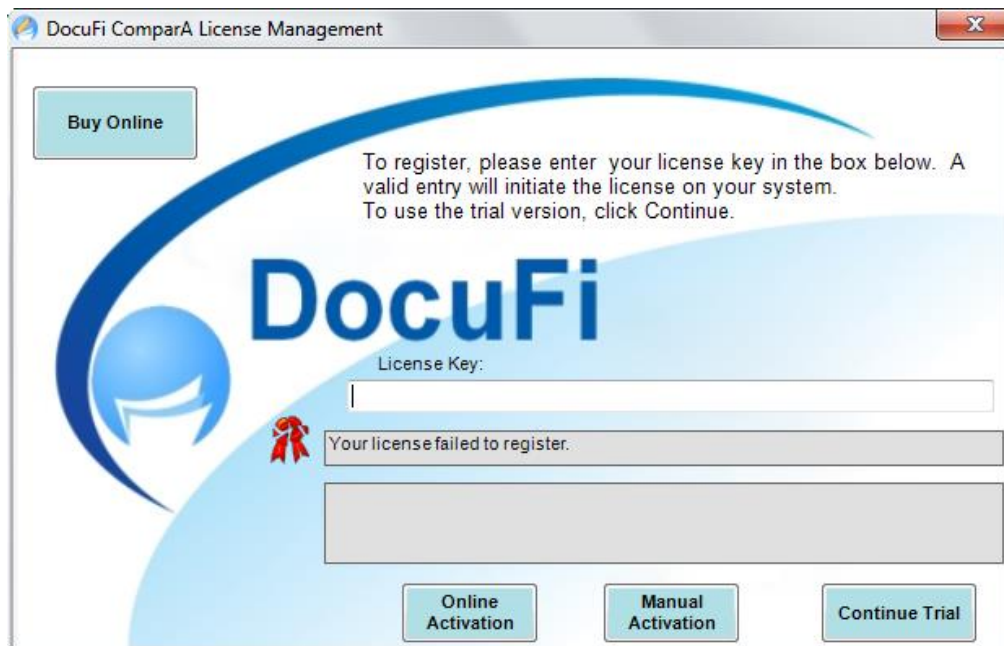 DocuFi ComparA License Management
Buy Online
To register, please enter  your license key in the box below.  A
valid entry will initiate the license on your system.
To use the trial version, click Continue.
DocuFi
License Key:
Your license failed to register.
Online
Activation
Manual
Activation
Continue Trial